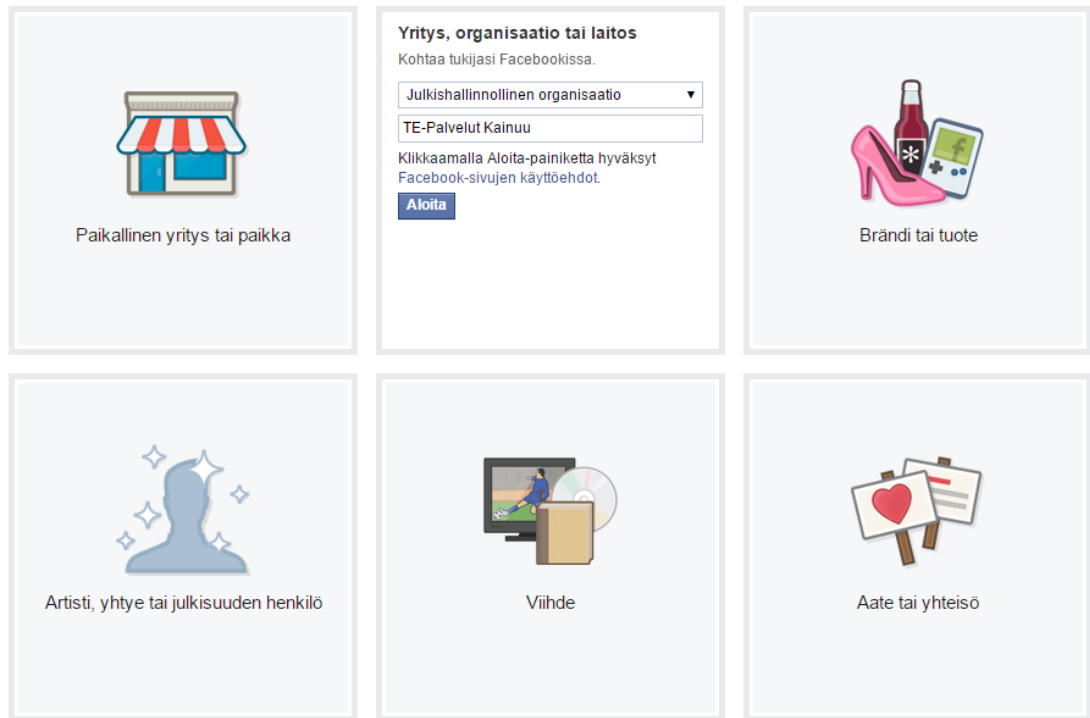 Paikallinen yritys tai paikka
Yritys, organisaatio tai laitos
Kohtaa tukijasi Facebookissa.
Julkishallinnollinen organisaatio
TE-Palvelut Kainuu
Klikkaamalla Aloita-painiketta hyväksyt
Facebook-sivujen käyttöehdot.
Aloita
Brändi tai tuote
Artisti, yhtye tai julkisuuden henkilö
Viihde
Aate tai yhteisö